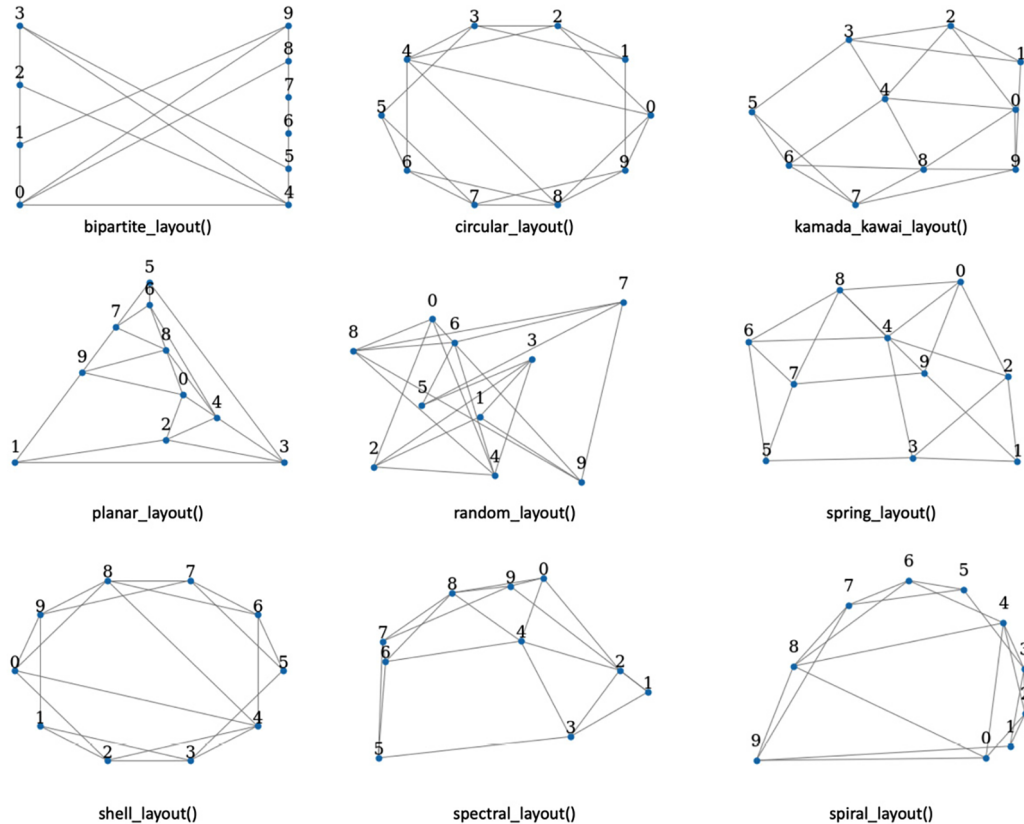 3 9 3 2 3 2
8 4 1 1
2 7 5 0 4 0
1 6 5
0 5 4 6 9 6 8 9
7 8 7
bipartite_layout() circular_layout() kamada_kawai_layout()
5 7 8 0
6 0
7 8 6 3 6 4
9 0 5 1 7 9 2
2 4
1 3 2 4 9 5 3 1
planar_layout() random_layout() spring_layout()
8 7 8 9 0 6 5
9 6 7 4
7 6 4 8 3
0 5 2 1 2
1 4 3 9 0 1
2 3 5
shell_layout() spectral_layout() spiral_layout()